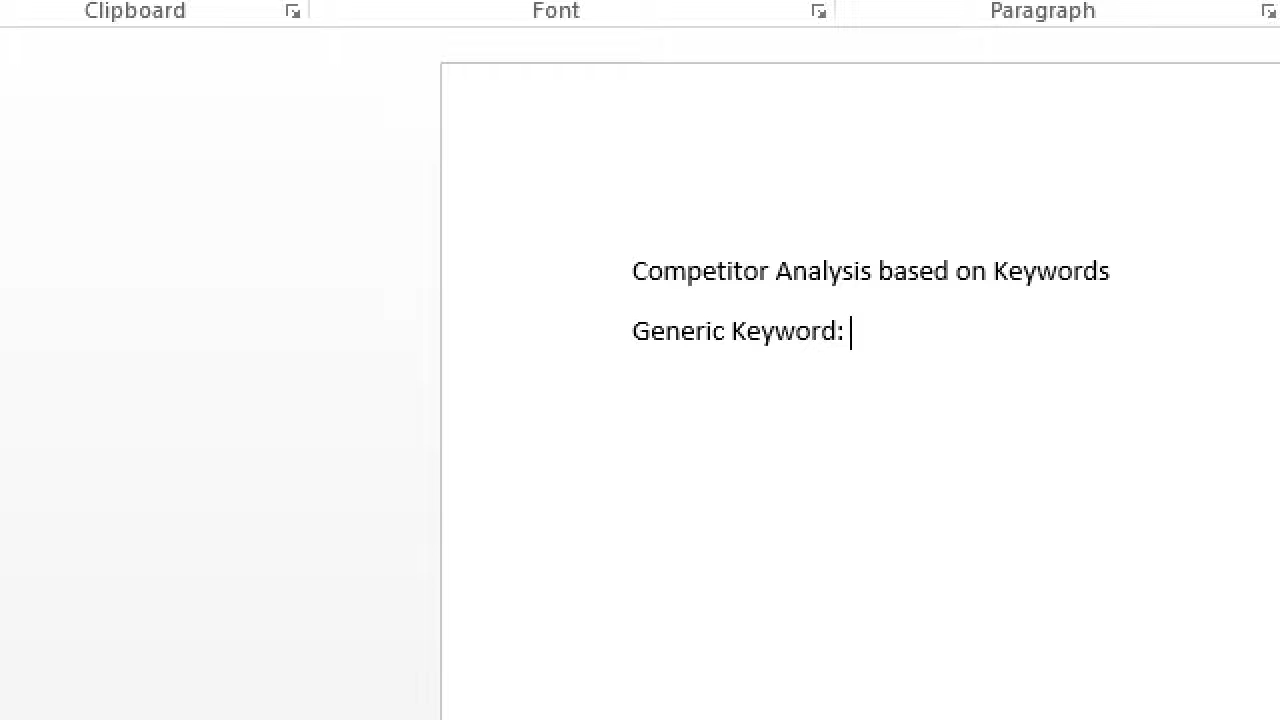 Clipboard Font Paragraph
Competitor Analysis based on Keywords
Generic Keyword: